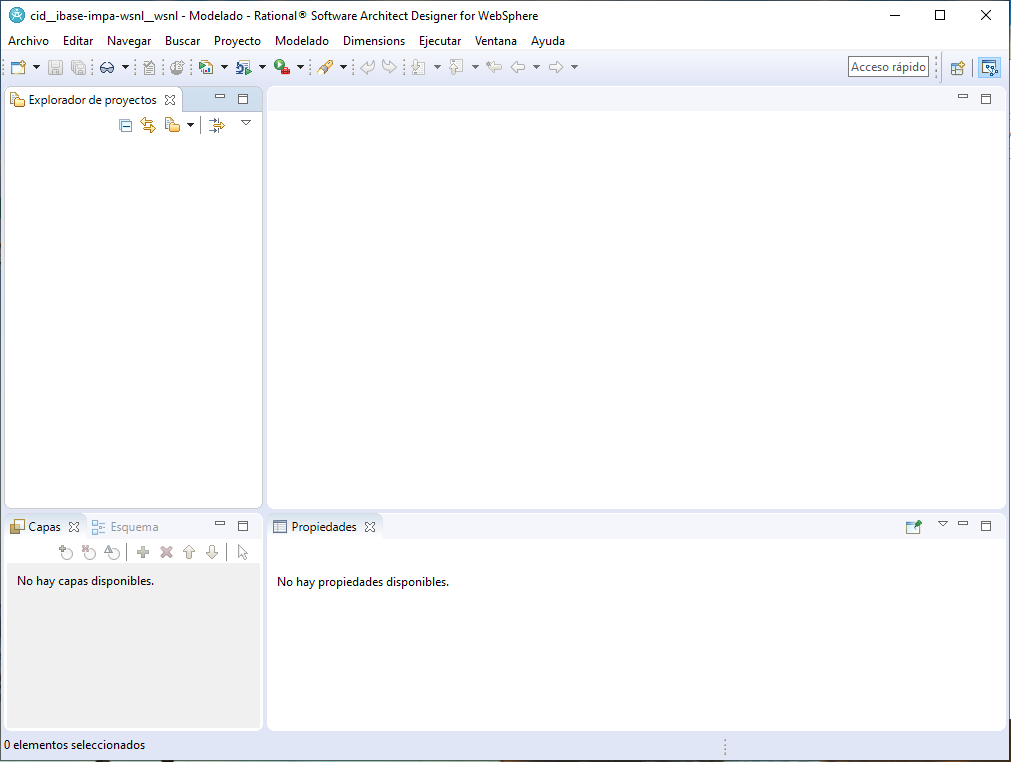 cid__ibase-impa-wsnl__wsnl - Modelado - Rational® Software Architect Designer for WebSphere
Archivo Editar Navegar Buscar Proyecto Modelado Dimensions Ejecutar Ventana Ayuda
Acceso rápido
Explorador de proyectos
Capas Esquema
No hay capas disponibles.
Propiedades
No hay propiedades disponibles.
0 elementos seleccionados